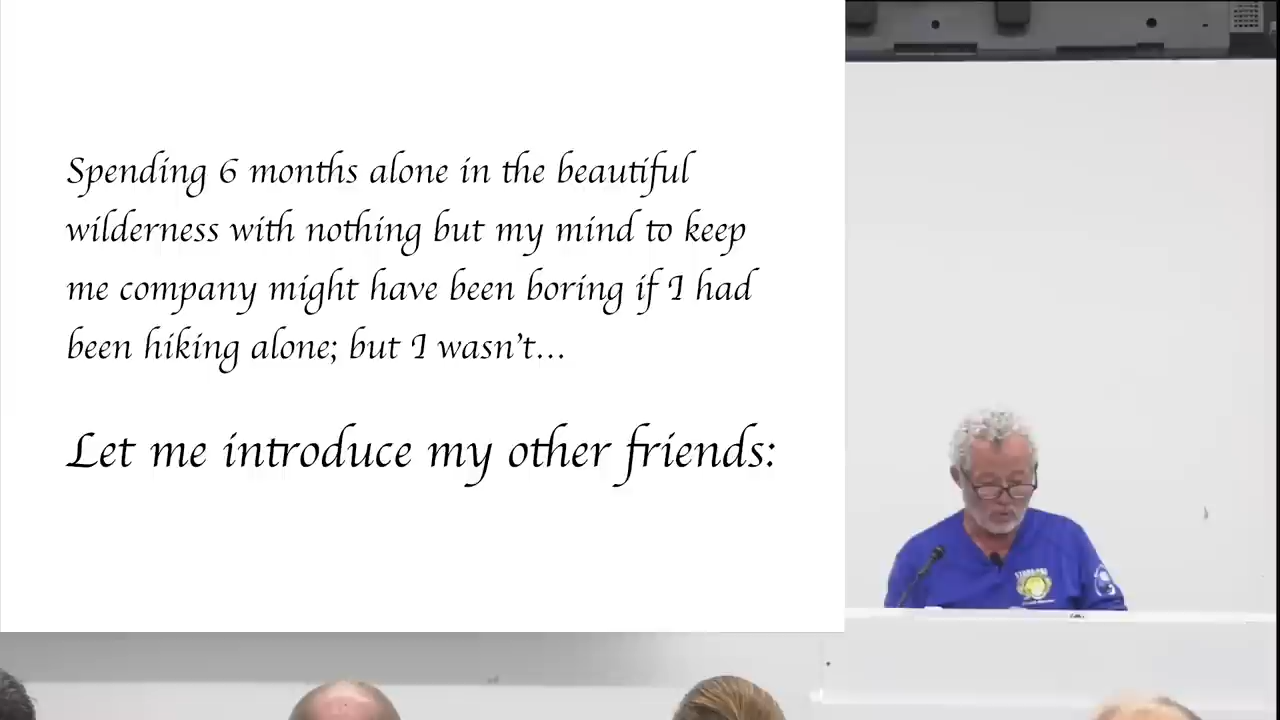 Spending 6 months alone in the beautiful
wilderness with nothing but my mind to keep
me company might have been boring if I had
been hiking alone; but I wasn't...
Let me introduce my other friends: